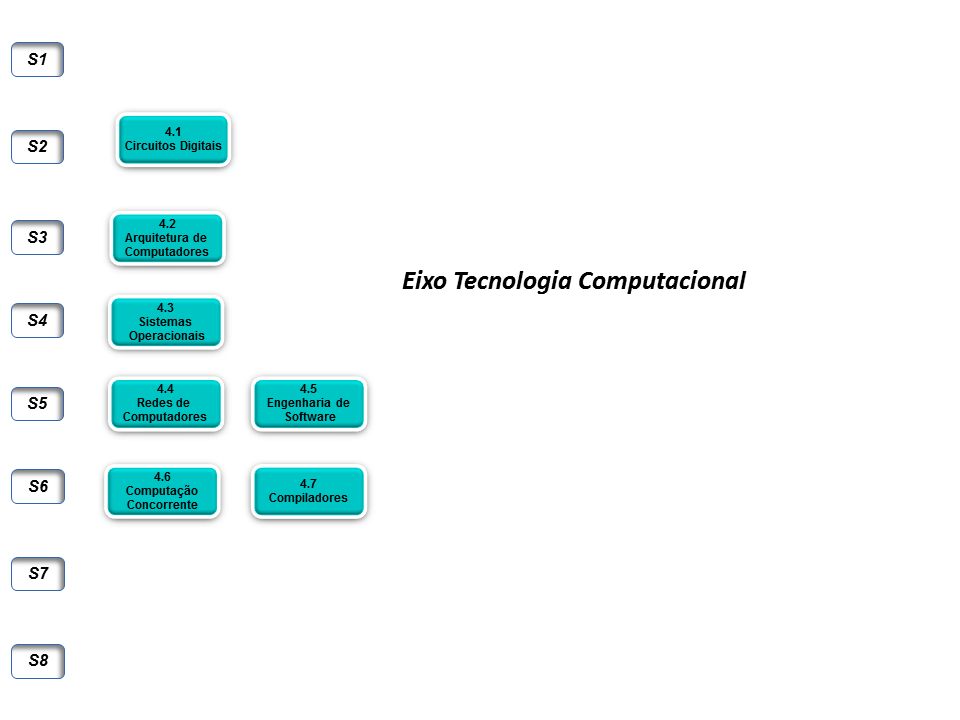 S1
S2
4.1
Circuitos Digitais
S3
4.2
Arquitetura de
Computadores
Eixo Tecnologia Computacional
S4
4.3
Sistemas
Operacionais
S5
4.4
Redes de
Computadores
4.5
Engenharia de
Software
S6
4.6
Computação
Concorrente
4.7
Compiladores
S7
S8